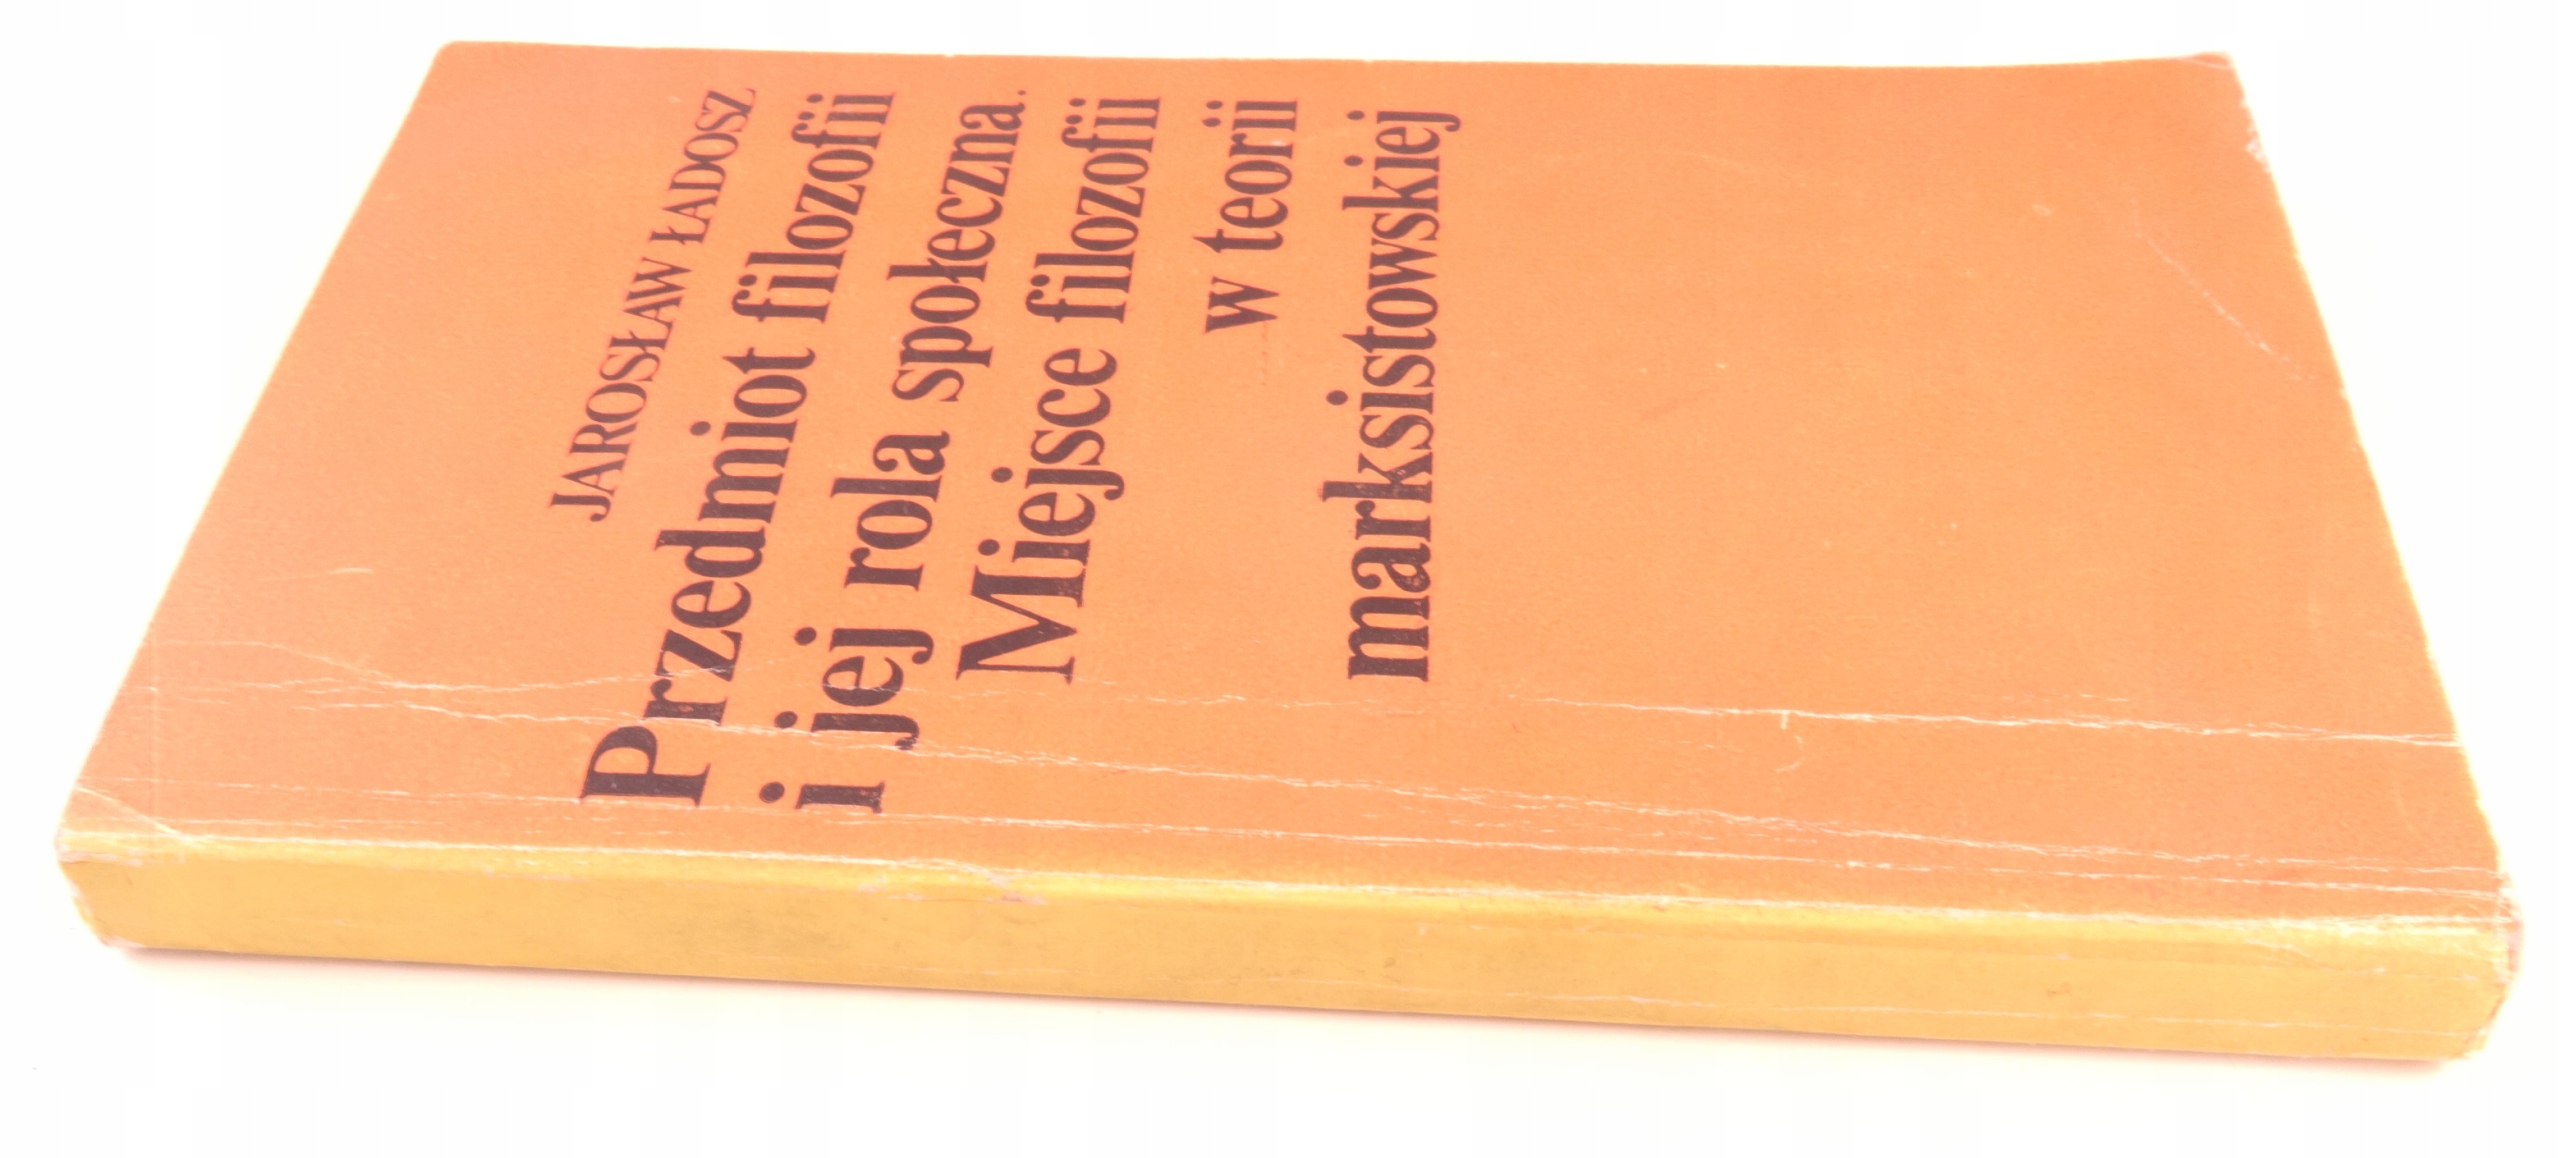 JAROSŁAW ŁADOSZ
Przedmiot filozofii
i jej rola społeczna.
Miejsce filozofii
w teorii
marksistowskiej